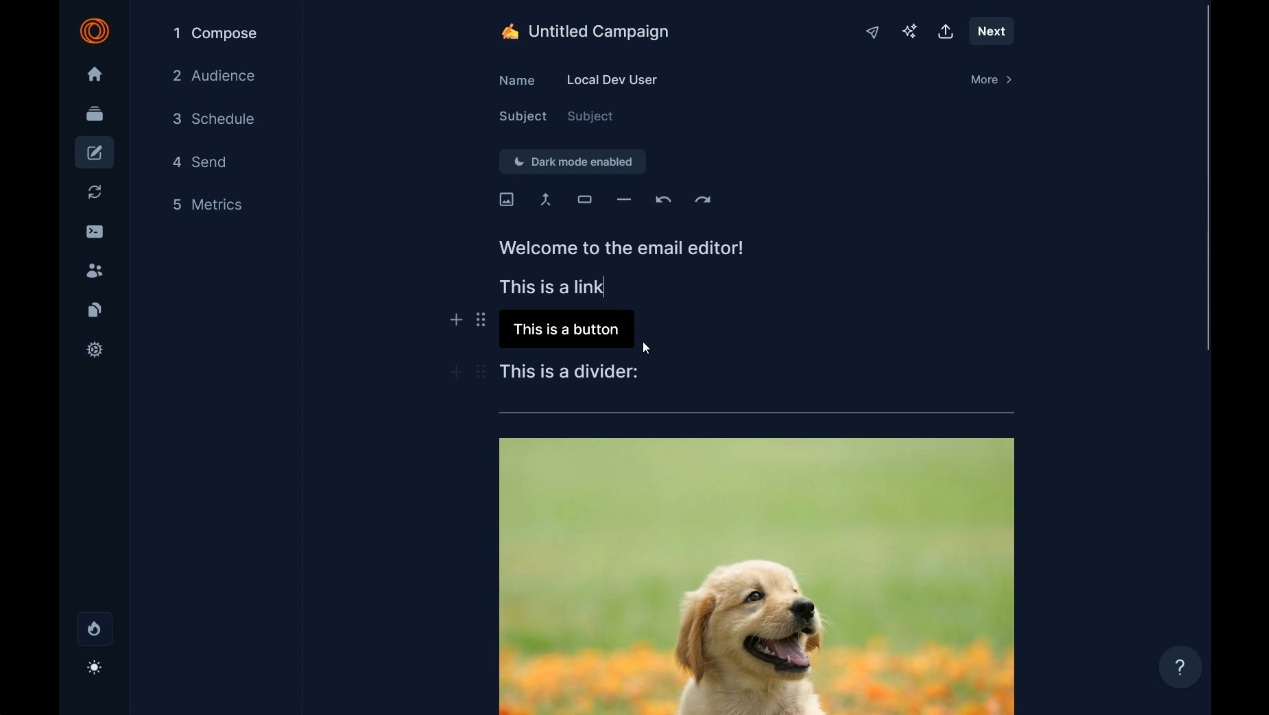 1 Compose
2 Audience
3 Schedule
4 Send
5 Metrics
✍️ Untitled Campaign
Next
Name Local Dev User More >
Subject Subject
Dark mode enabled
Welcome to the email editor!
This is a link
This is a button
This is a divider:
?